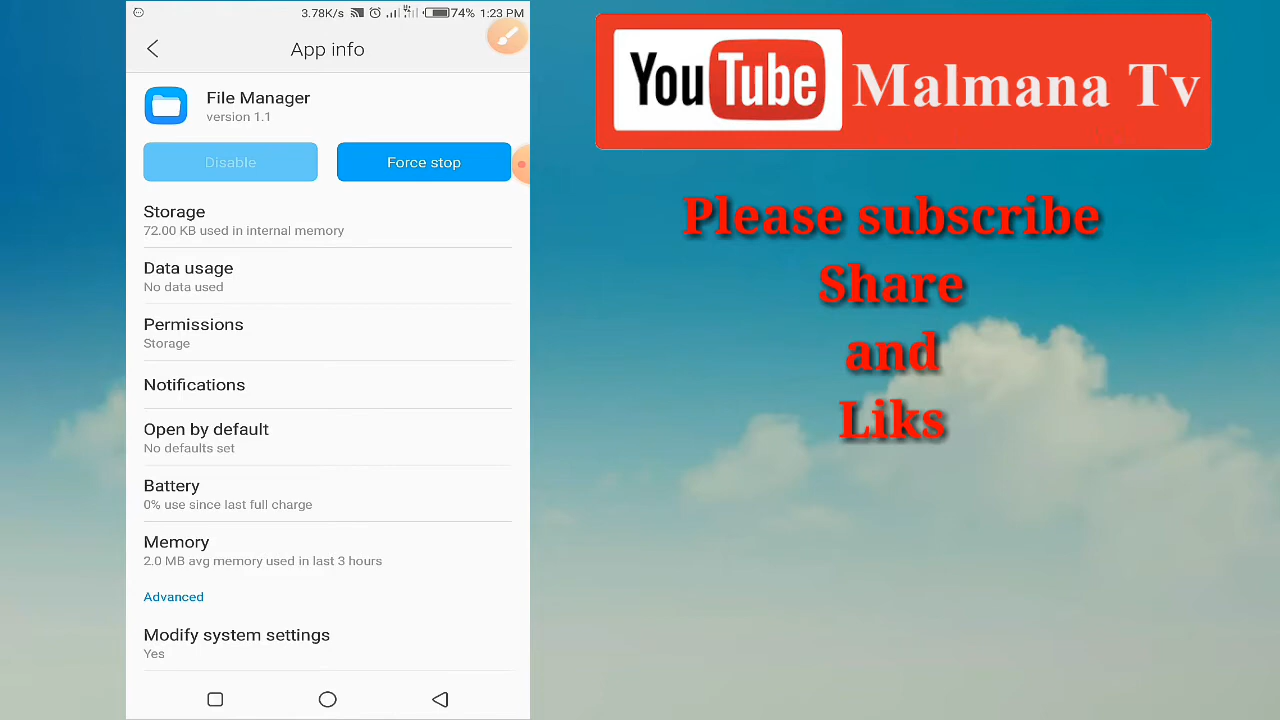 3.78K/s 74% 1:23 PM
App info
File Manager
version 1.1
Disable Force stop
Storage
72.00 KB used in internal memory
Data usage
No data used
Permissions
Storage
Notifications
Open by default
No defaults set
Battery
0% use since last full charge
Memory
2.0 MB avg memory used in last 3 hours
Advanced
Modify system settings
Yes
YouTube Malmana Tv
Please subscribe
Share
and
Liks